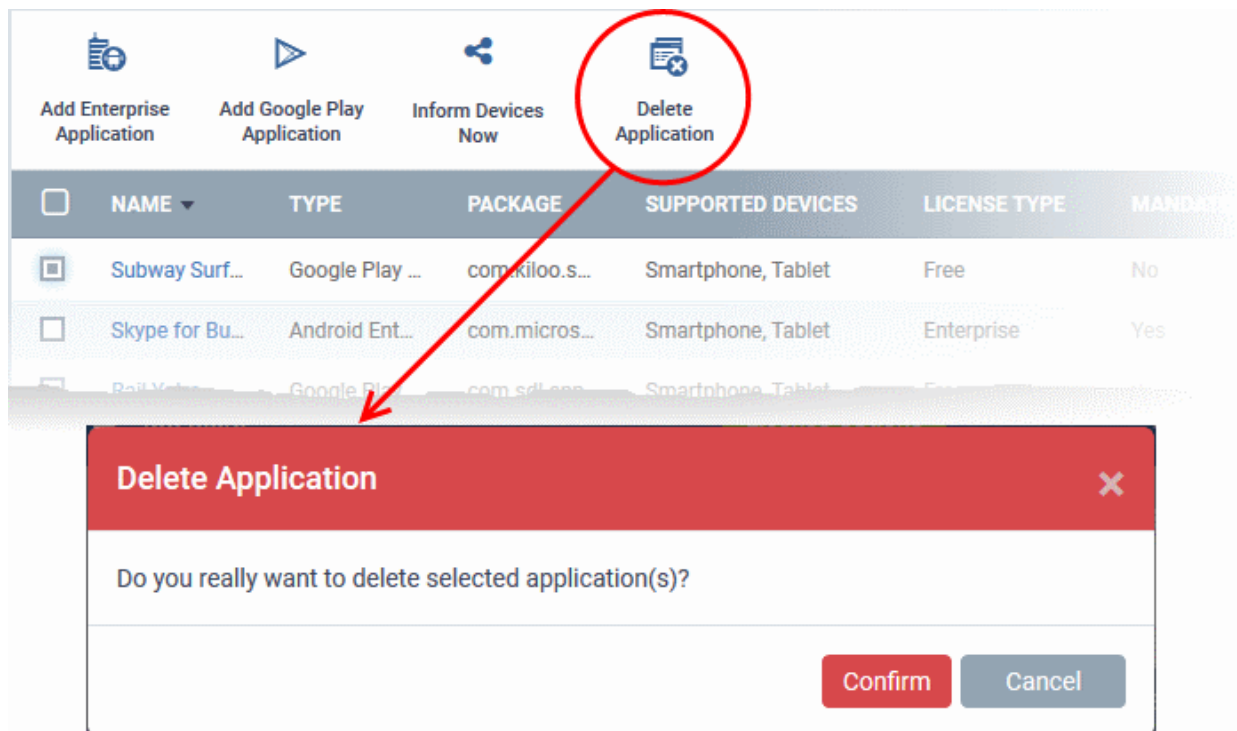 Add Enterprise Application
Add Google Play Application
Inform Devices Now
Delete Application
NAME TYPE PACKAGE SUPPORTED DEVICES LICENSE TYPE
Subway Surf... Google Play ... com.kiloo.s... Smartphone, Tablet Free No
Skype for Bu... Android Ent... com.micros... Smartphone, Tablet Enterprise Yes
Smartphone, Tablet
Delete Application
Do you really want to delete selected application(s)?
Confirm Cancel